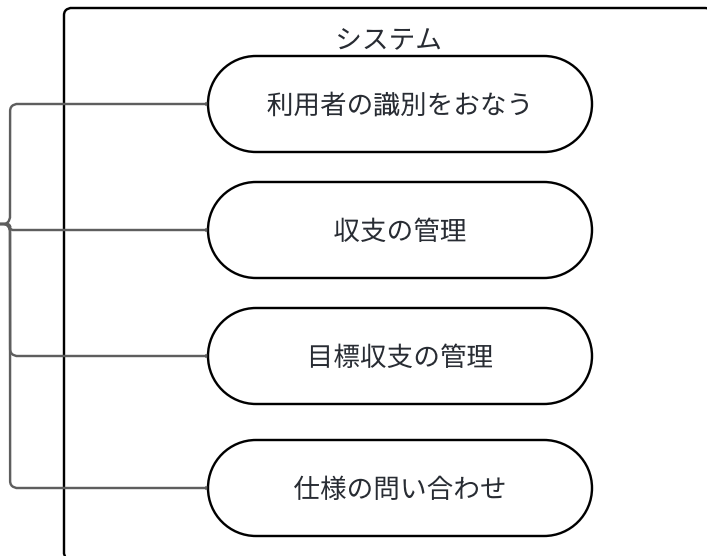 システム
利用者の識別をおなう
収支の管理
目標収支の管理
仕様の問い合わせ